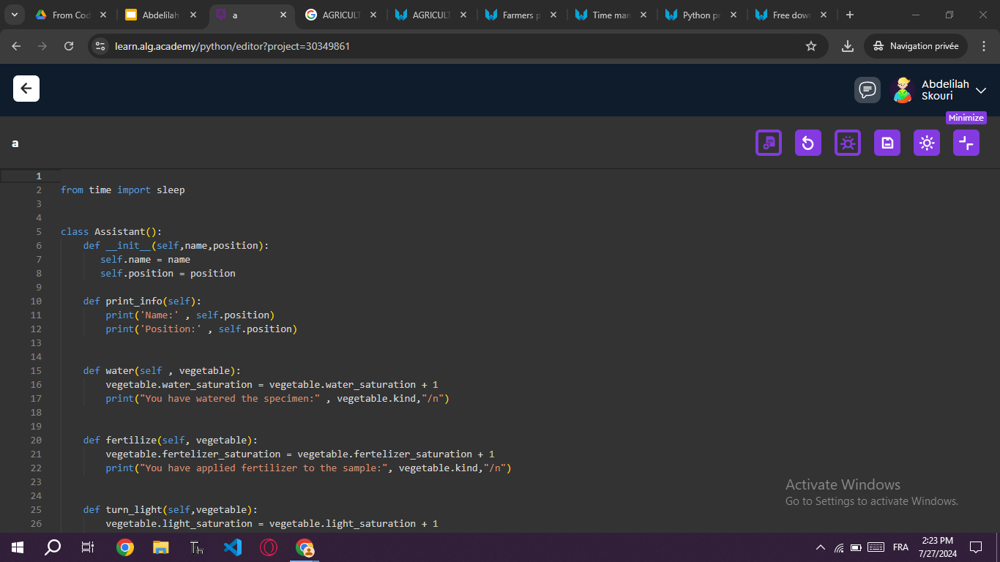 From Cod
Abdelilah
a
AGRICULT
AGRICULT
Farmers p
Time man
Python pr
Free dow
learn.alg.academy/python/editor?project=30349861
Navigation privée
Abdelilah
Skouri
Minimize
a
1
2 from time import sleep
3
4
5 class Assistant():
6 def __init__(self,name,position):
7 self.name = name
8 self.position = position
9
10 def print_info(self):
11 print('Name:' , self.position)
12 print('Position:' , self.position)
13
14
15 def water(self , vegetable):
16 vegetable.water_saturation = vegetable.water_saturation + 1
17 print("You have watered the specimen:" , vegetable.kind,"/n")
18
19
20 def fertilize(self, vegetable):
21 vegetable.fertelizer_saturation = vegetable.fertelizer_saturation + 1
22 print("You have applied fertilizer to the sample:", vegetable.kind,"/n")
23
24
25 def turn_light(self,vegetable):
26 vegetable.light_saturation = vegetable.light_saturation + 1
Activate Windows
Go to Settings to activate Windows.
FRA
2:23 PM
7/27/2024